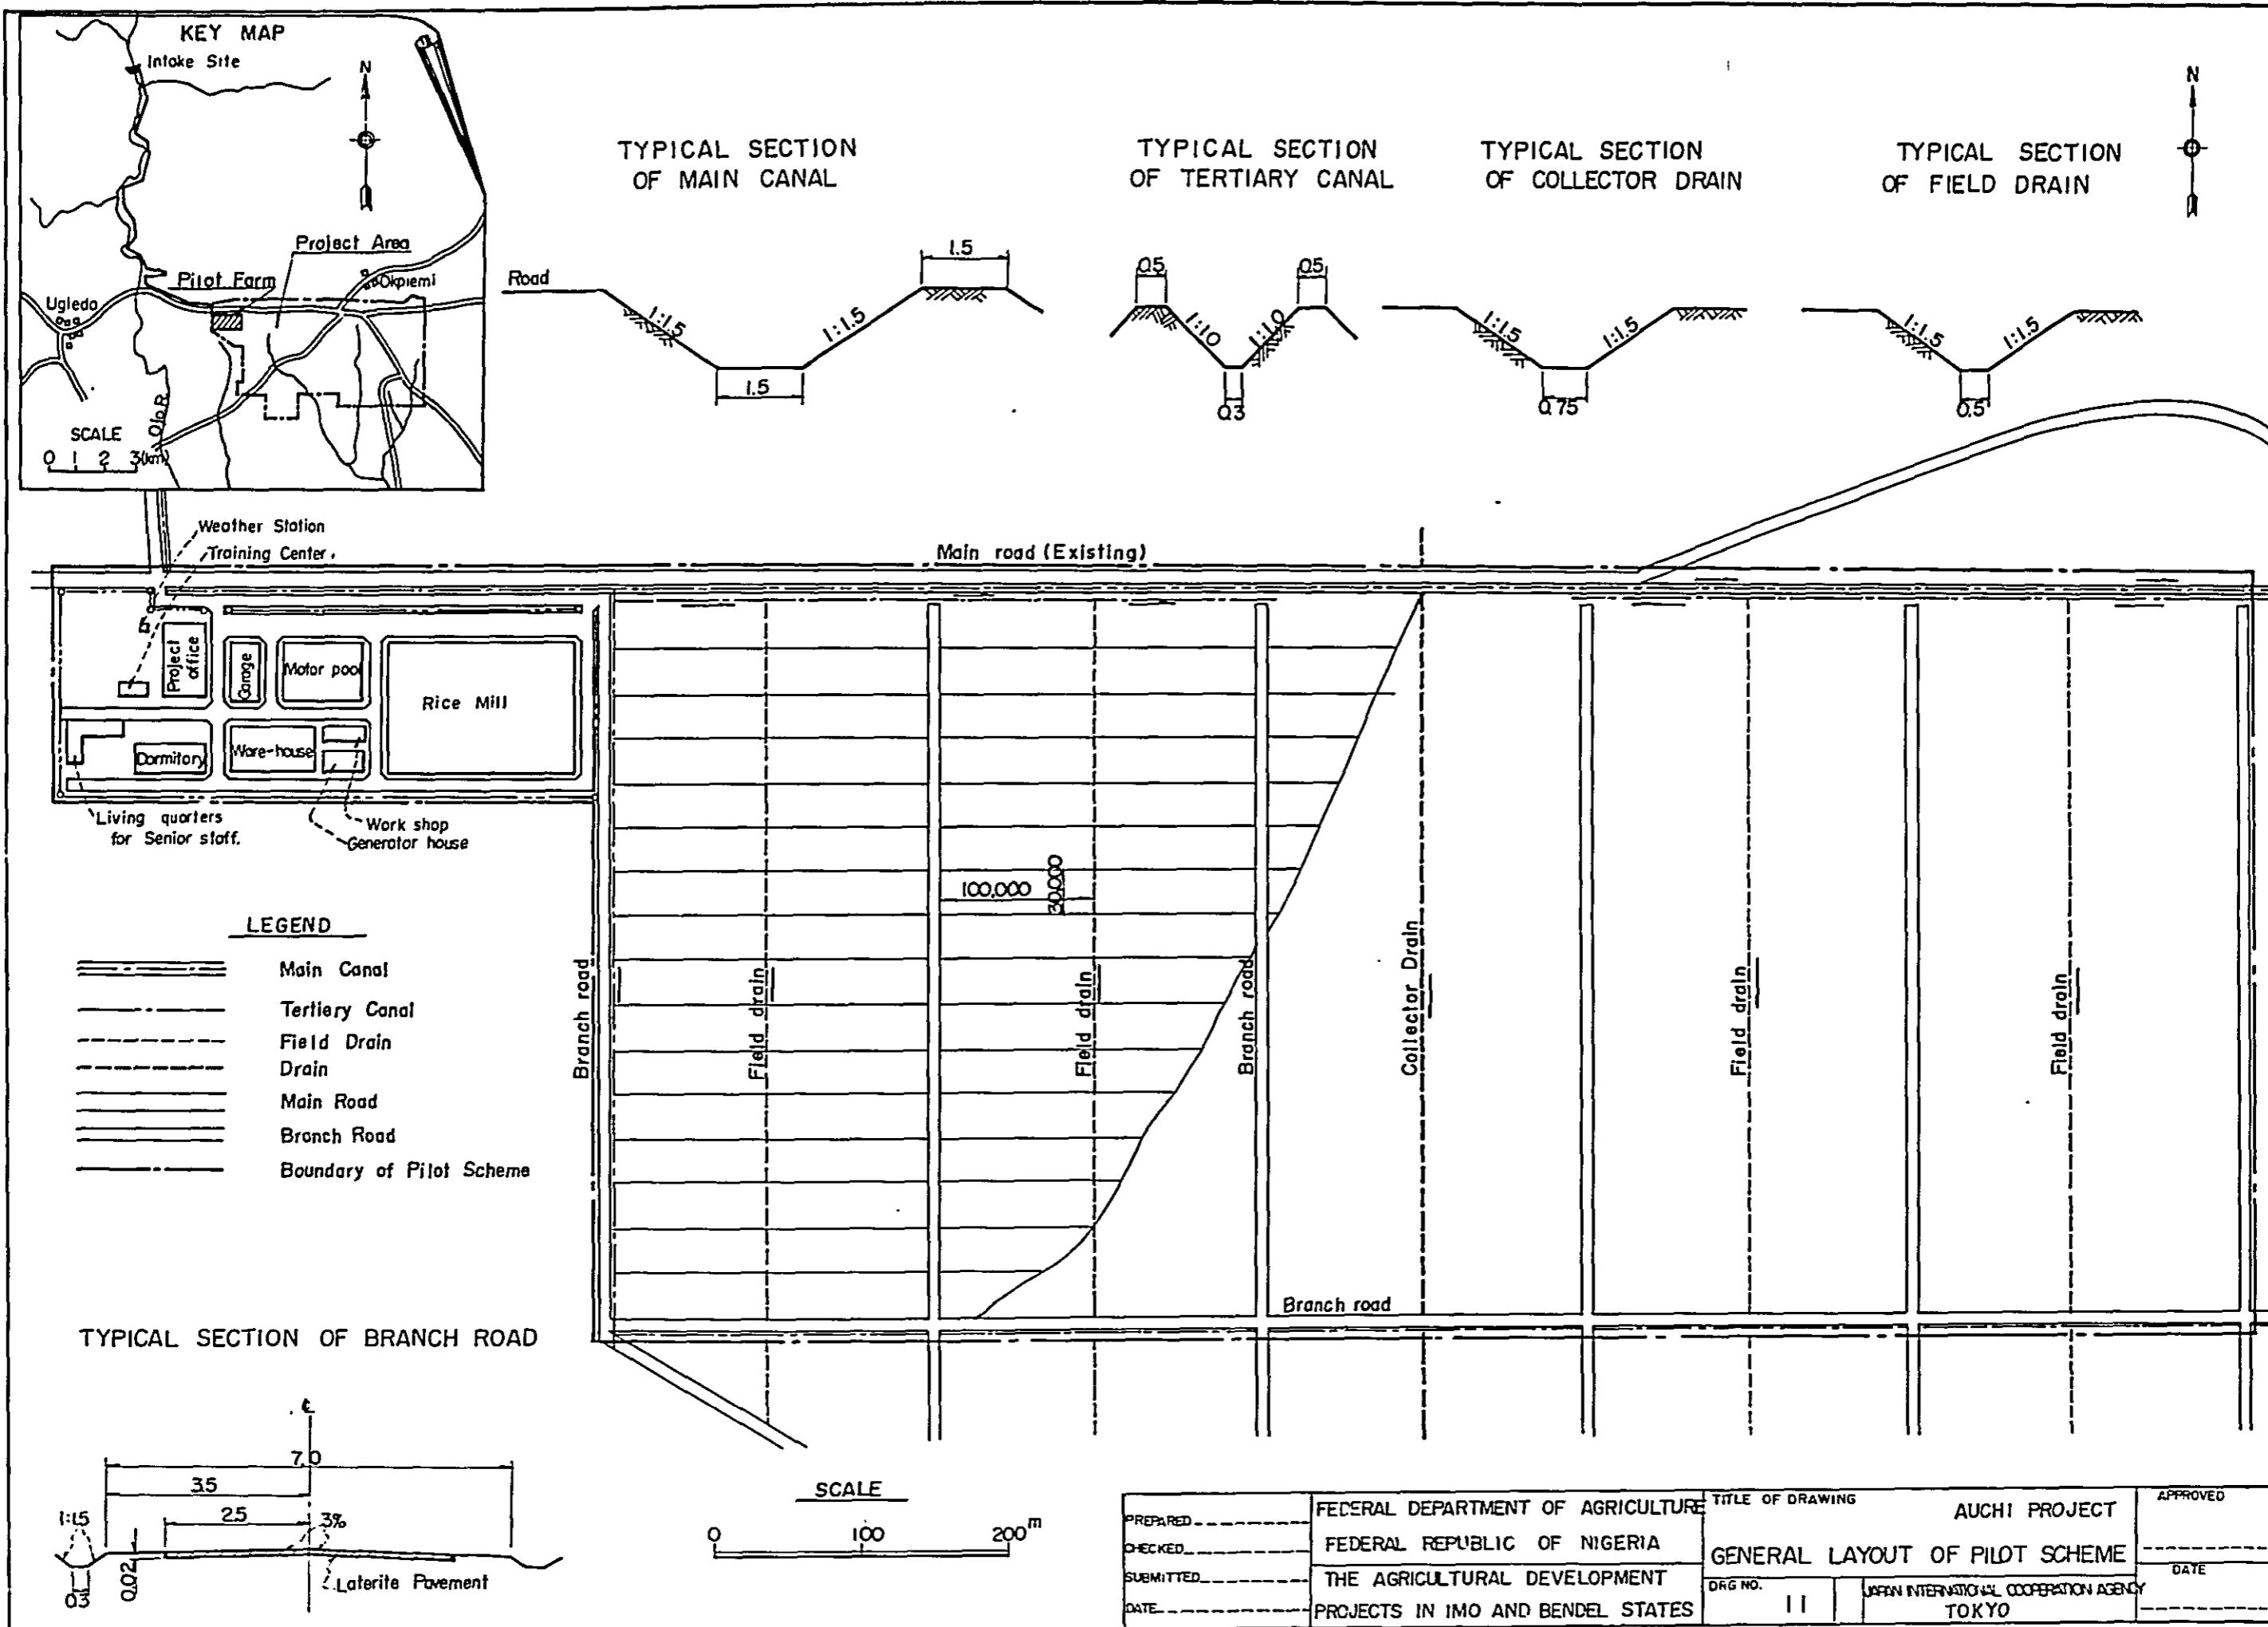 KEY MAP
Intake Site
N
Project Area
Pilot Farm
Okpiemi
Ugledo
Olo R.
SCALE
0 1 2 3(km)
TYPICAL SECTION
OF MAIN CANAL
Road
1:1.5
1:1.5
1.5
1.5
TYPICAL SECTION
OF TERTIARY CANAL
0.5
0.5
1:1.0
1:1.0
0.3
TYPICAL SECTION
OF COLLECTOR DRAIN
1:1.5
1:1.5
0.75
TYPICAL SECTION
OF FIELD DRAIN
1:1.5
1:1.5
0.5
N
Weather Station
Training Center.
Main road (Existing)
Project
office
Garage
Motor pool
Rice Mill
Dormitory
Ware-house
Living quarters
for Senior staff.
Work shop
Generator house
100,000
30,000
Branch road
Field drain
Field drain
Branch road
Collector Drain
Field drain
Field drain
Branch road
LEGEND
Main Canal
Tertiery Canal
Field Drain
Drain
Main Road
Branch Road
Boundary of Pilot Scheme
TYPICAL SECTION OF BRANCH ROAD
7.0
3.5
2.5
3%
1:1.5
0.3
0.02
Laterite Pavement
SCALE
0 100 200m
PREPARED
CHECKED
SUBMITTED
DATE
FEDERAL DEPARTMENT OF AGRICULTURE
FEDERAL REPUBLIC OF NIGERIA
THE AGRICULTURAL DEVELOPMENT
PROJECTS IN IMO AND BENDEL STATES
TITLE OF DRAWING
AUCHI PROJECT
GENERAL LAYOUT OF PILOT SCHEME
DRG NO.
11
JAPAN INTERNATIONAL COOPERATION AGENCY
TOKYO
APPROVED
DATE